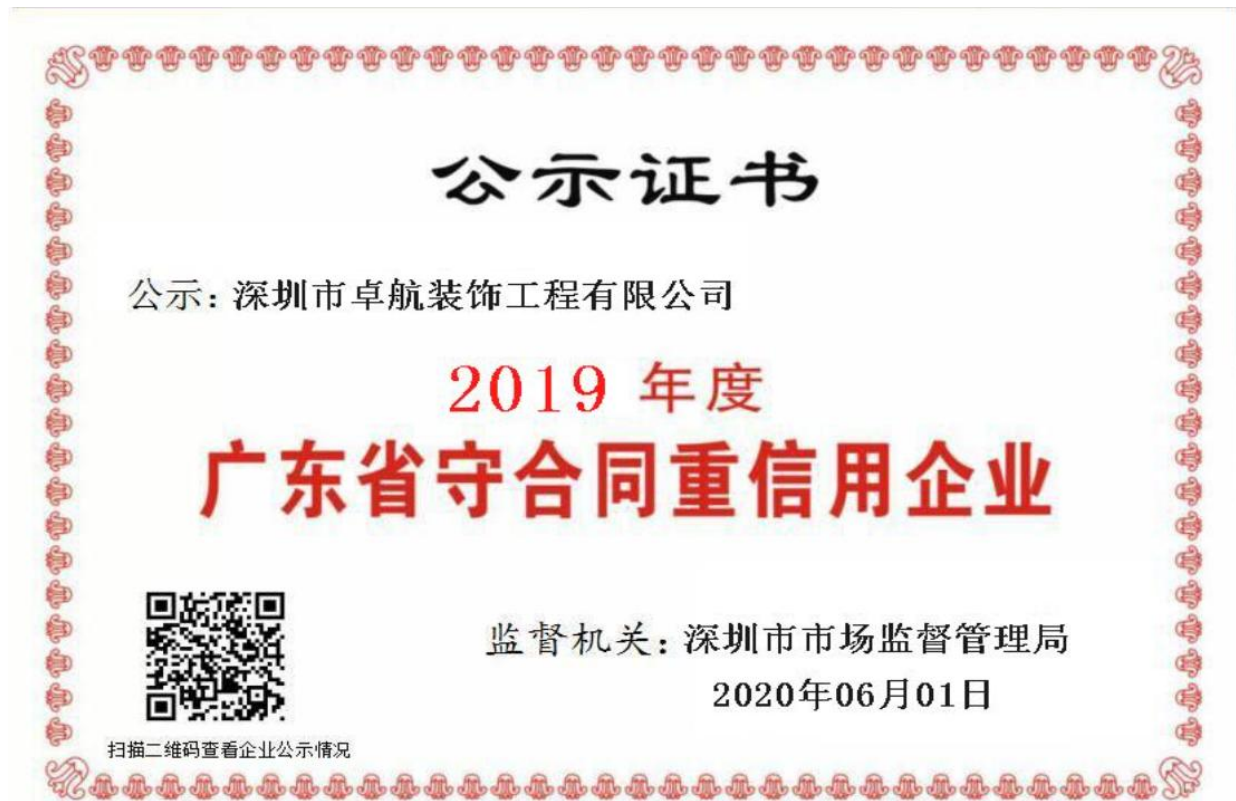 公示证书
公示：深圳市卓航装饰工程有限公司
2019 年度
广东省守合同重信用企业
监督机关：深圳市市场监督管理局
2020年06月01日
扫描二维码查看企业公示情况